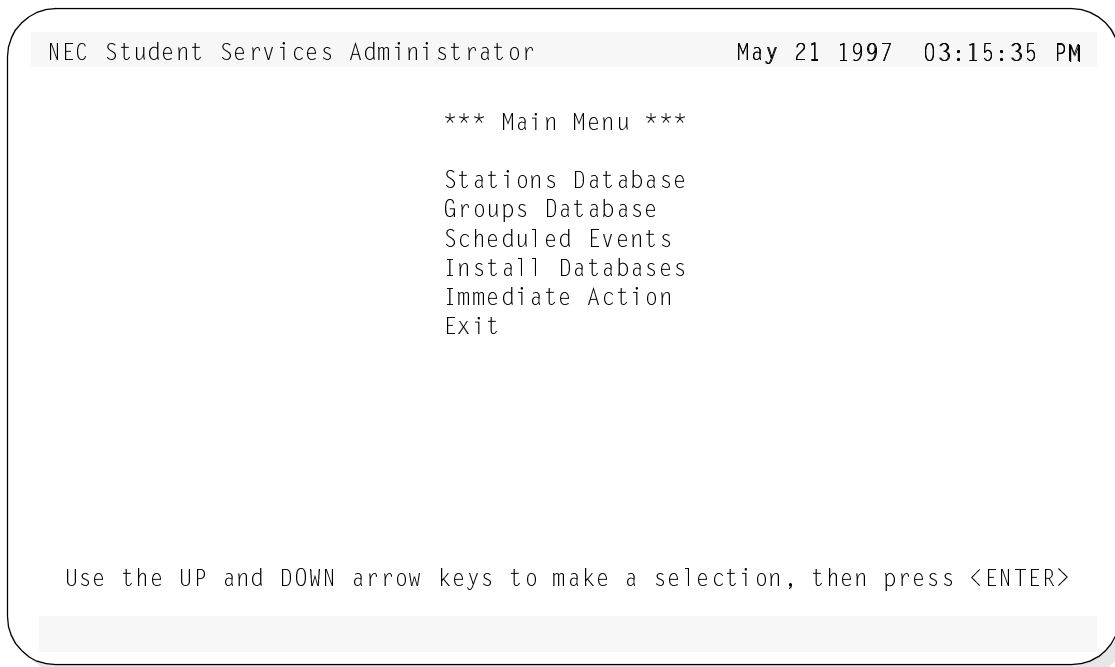 NEC Student Services Administrator May 21 1997 03:15:35 PM
*** Main Menu ***
Stations Database
Groups Database
Scheduled Events
Install Databases
Immediate Action
Exit
Use the UP and DOWN arrow keys to make a selection, then press <ENTER>